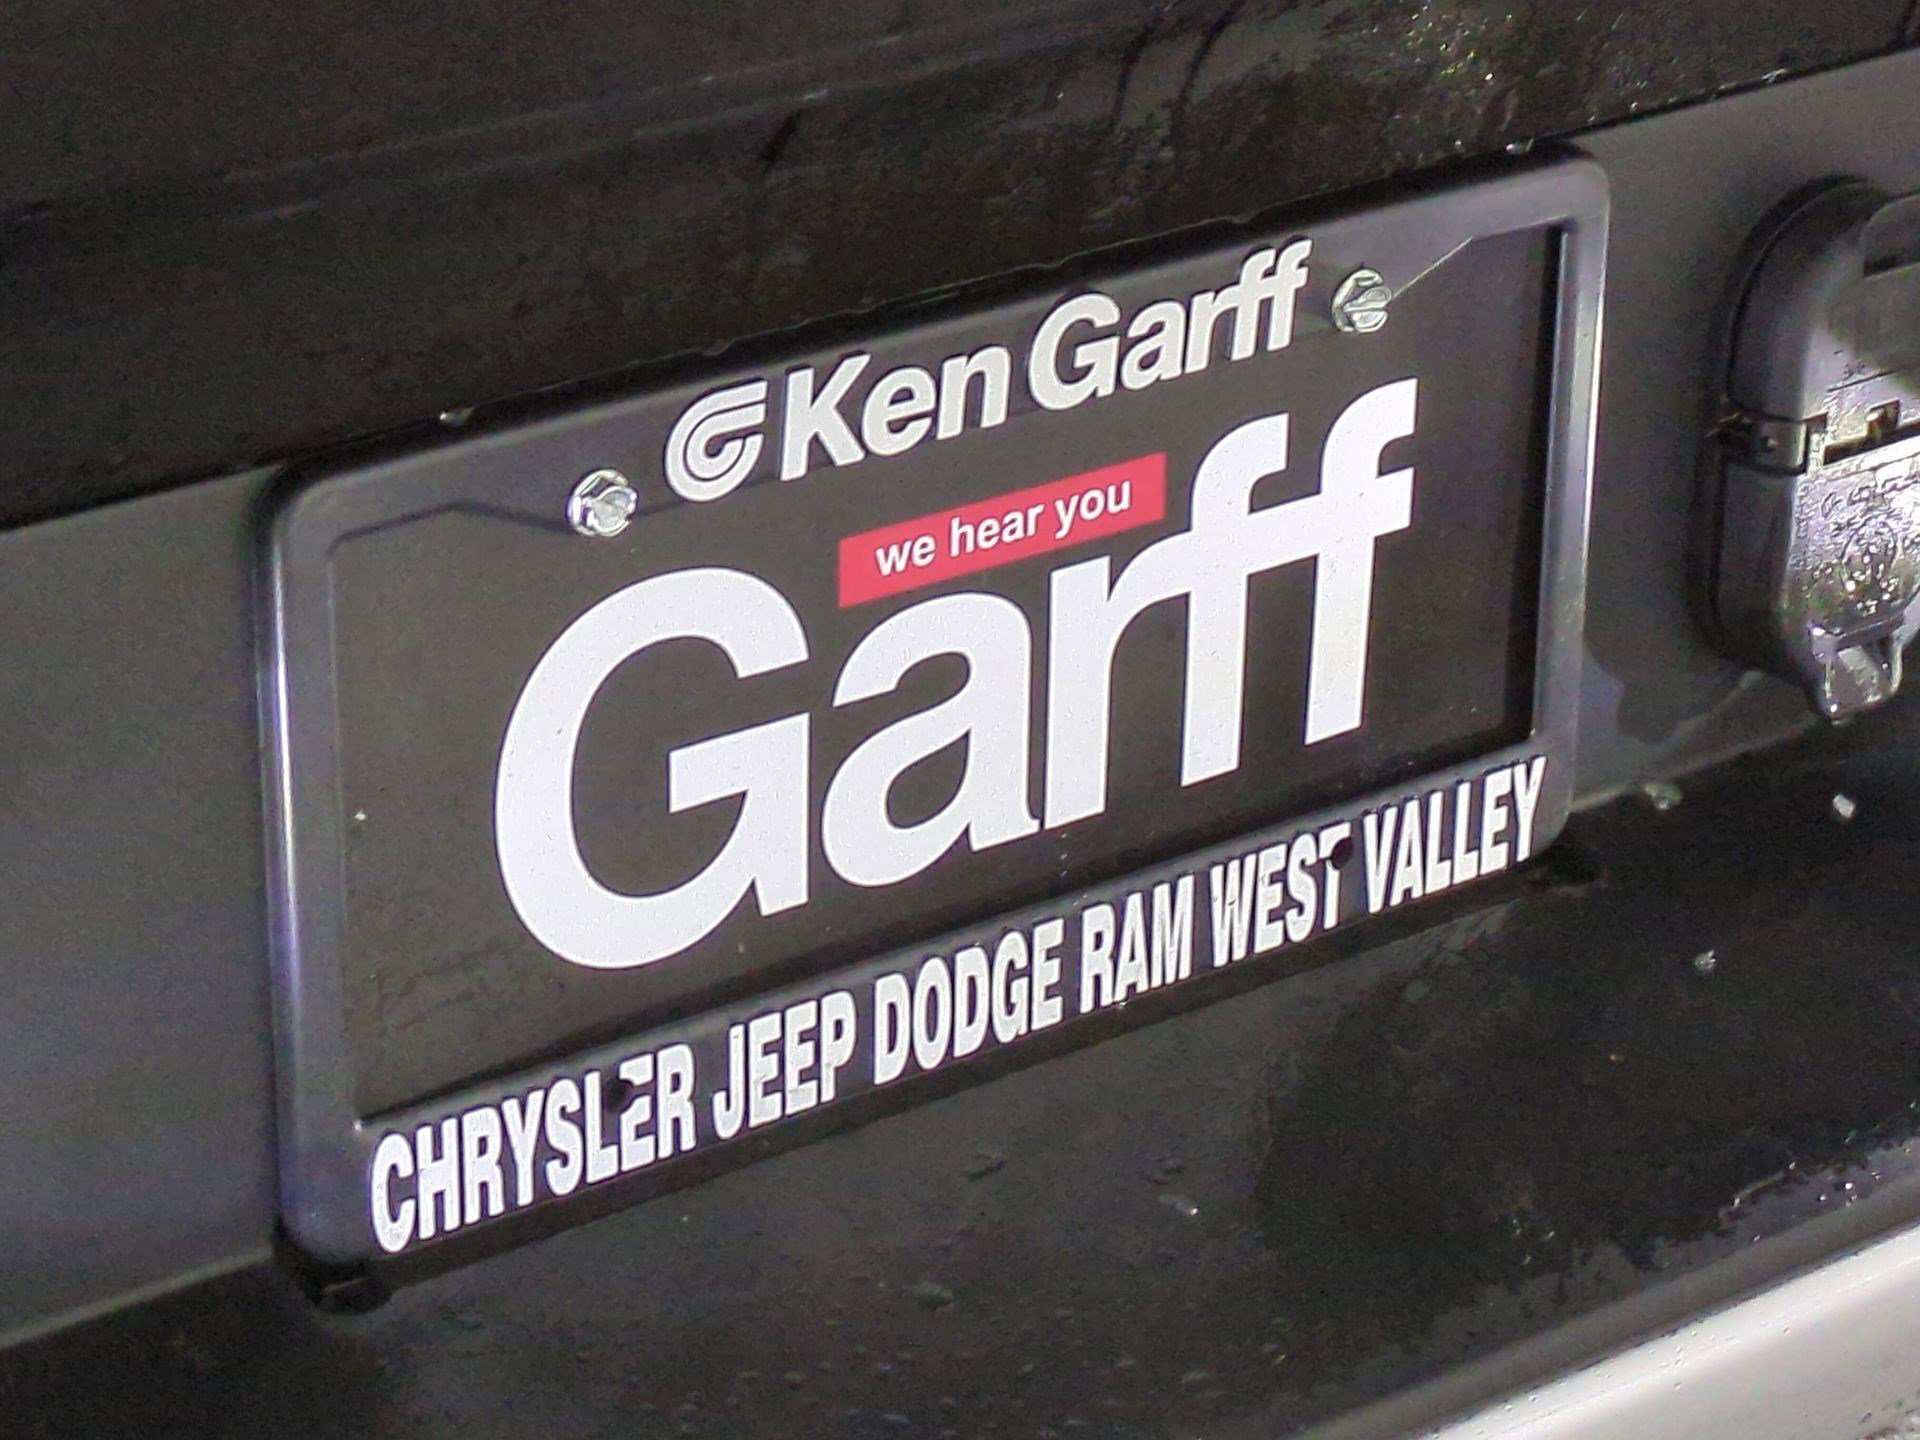 Ken Garff
we hear you
Garff
CHRYSLER JEEP DODGE RAM WEST VALLEY